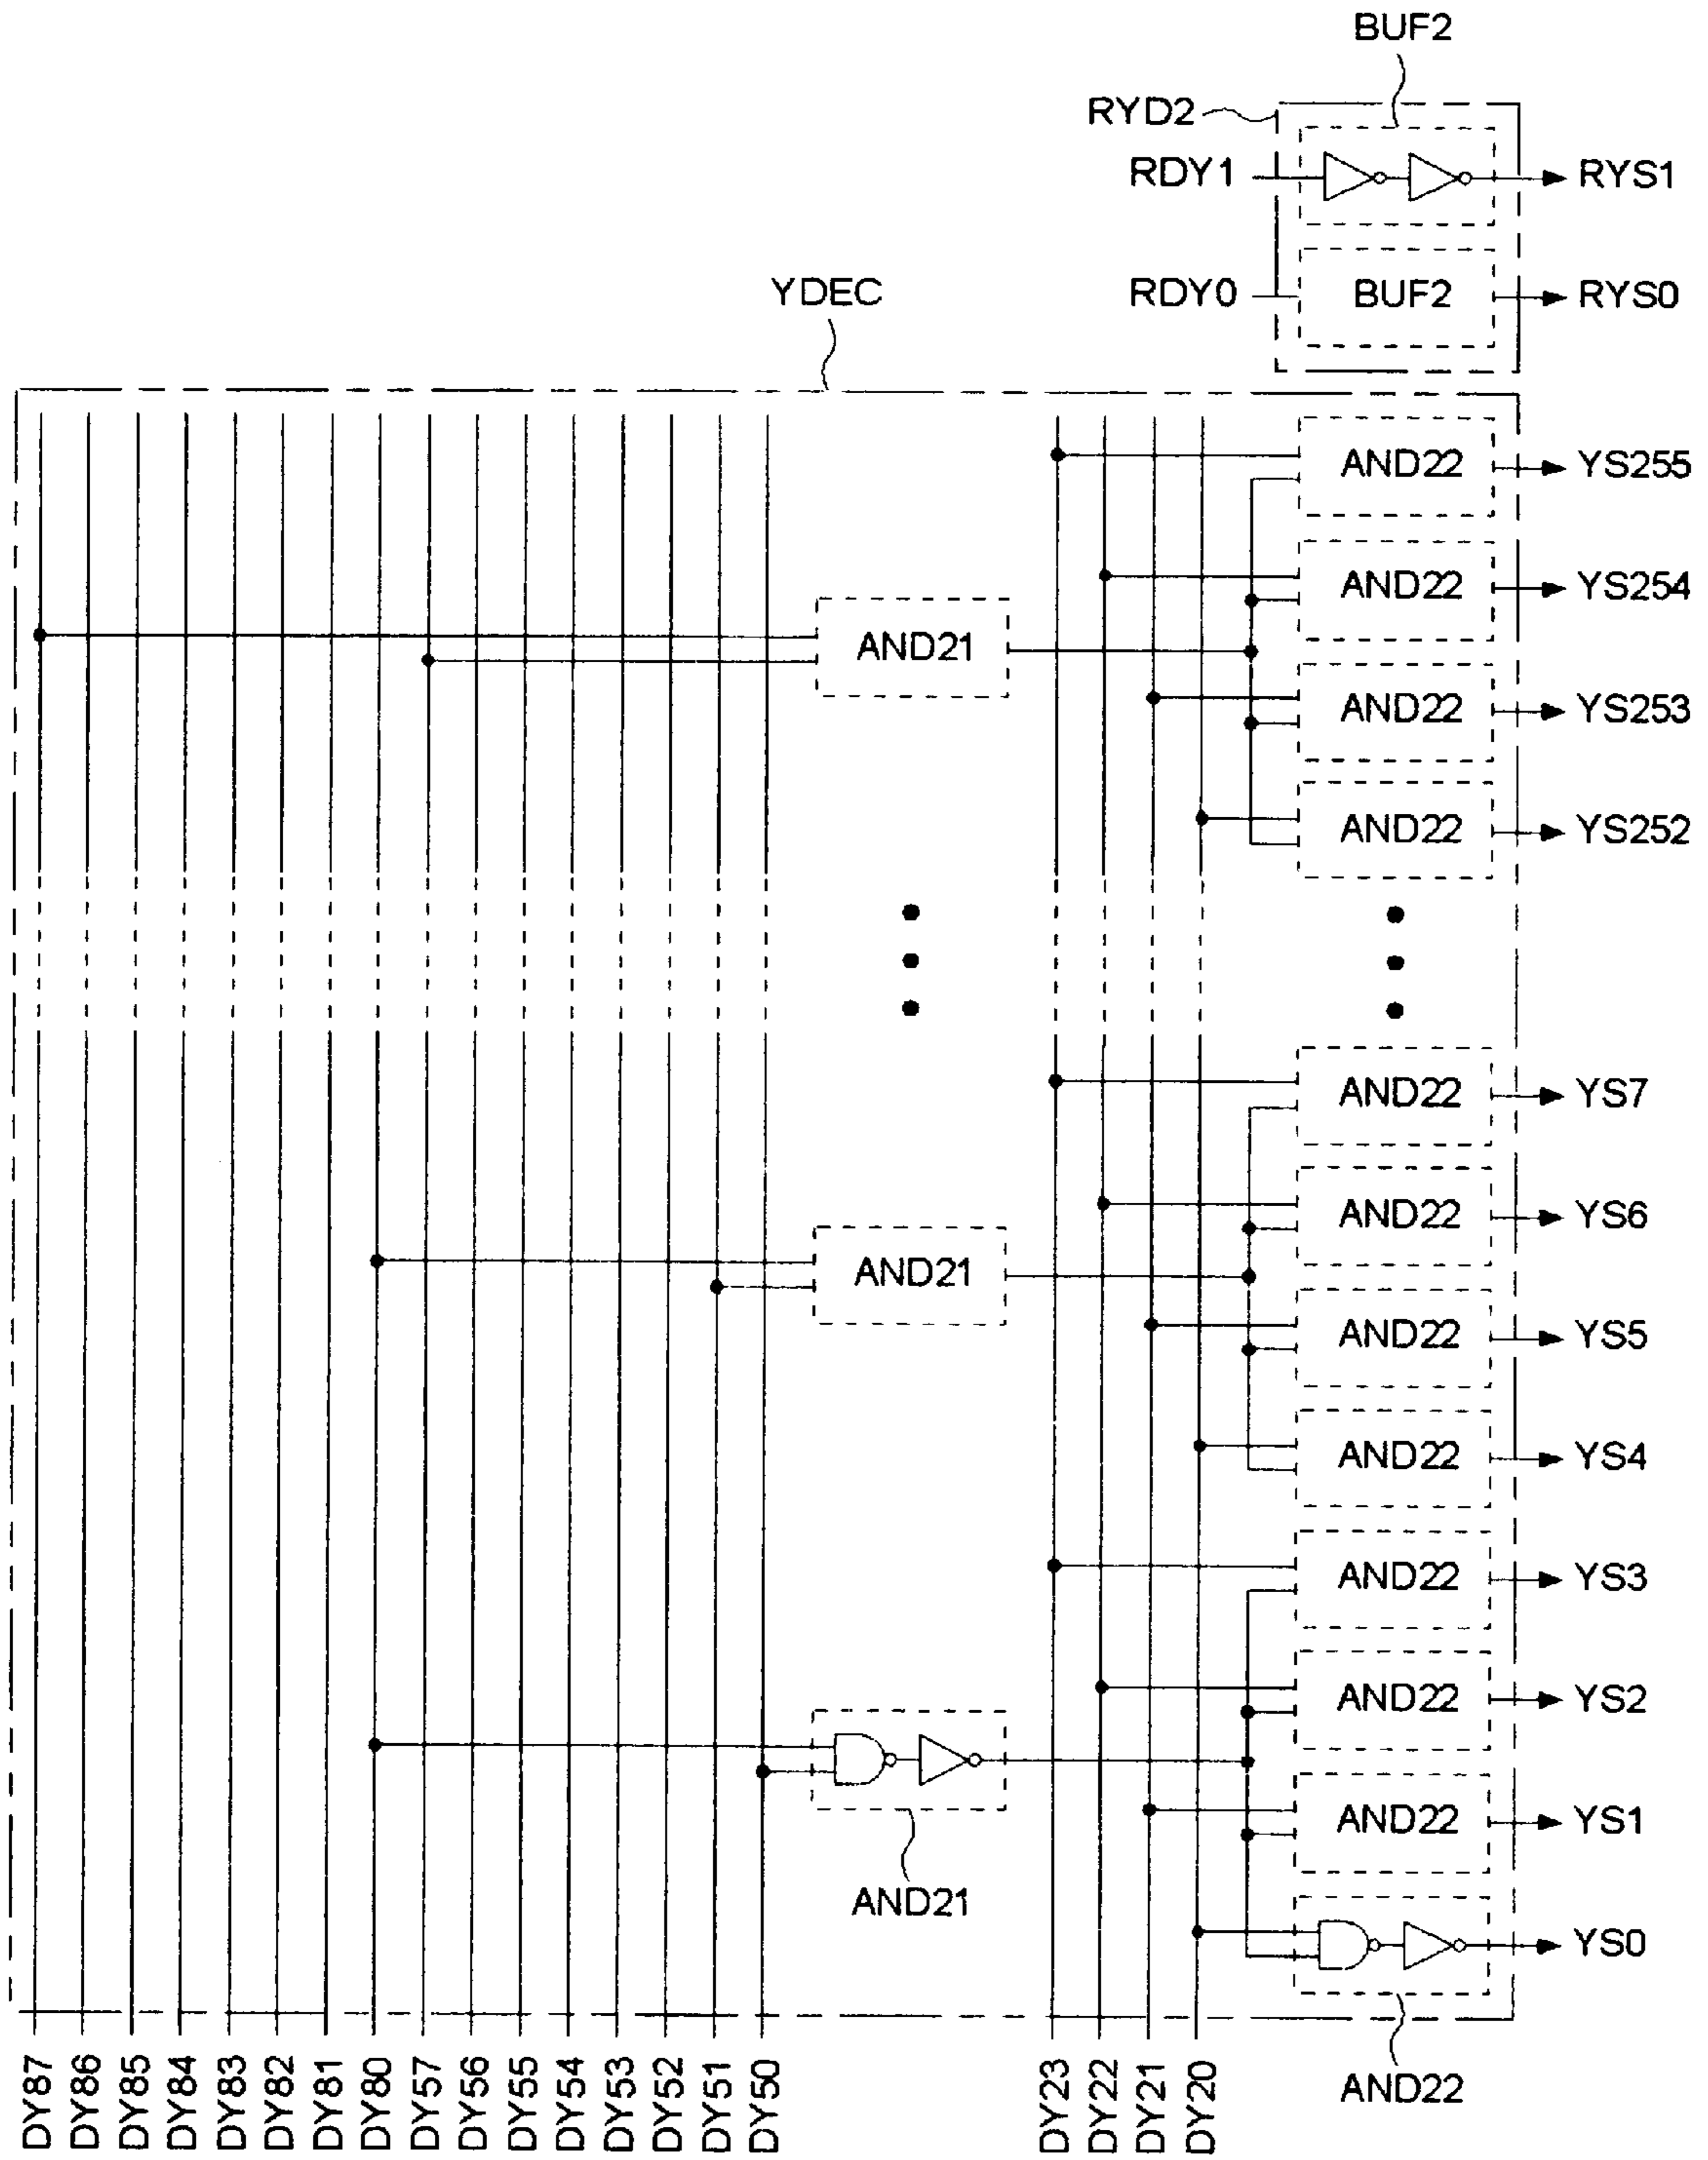 BUF2
RYD2
RDY1
RYS1
RDY0
BUF2
RYS0
YDEC
AND22
YS255
AND22
YS254
AND21
AND22
YS253
AND22
YS252
AND22
YS7
AND22
YS6
AND21
AND22
YS5
AND22
YS4
AND22
YS3
AND22
YS2
AND22
YS1
AND21
YS0
AND22
DY87
DY86
DY85
DY84
DY83
DY82
DY81
DY80
DY57
DY56
DY55
DY54
DY53
DY52
DY51
DY50
DY23
DY22
DY21
DY20